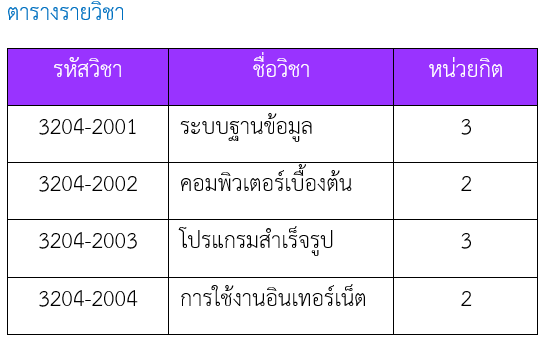 ตารางรายวิชา
รหัสวิชา ชื่อวิชา หน่วยกิต
3204-2001 ระบบฐานข้อมูล 3
3204-2002 คอมพิวเตอร์เบื้องต้น 2
3204-2003 โปรแกรมสำเร็จรูป 3
3204-2004 การใช้งานอินเทอร์เน็ต 2